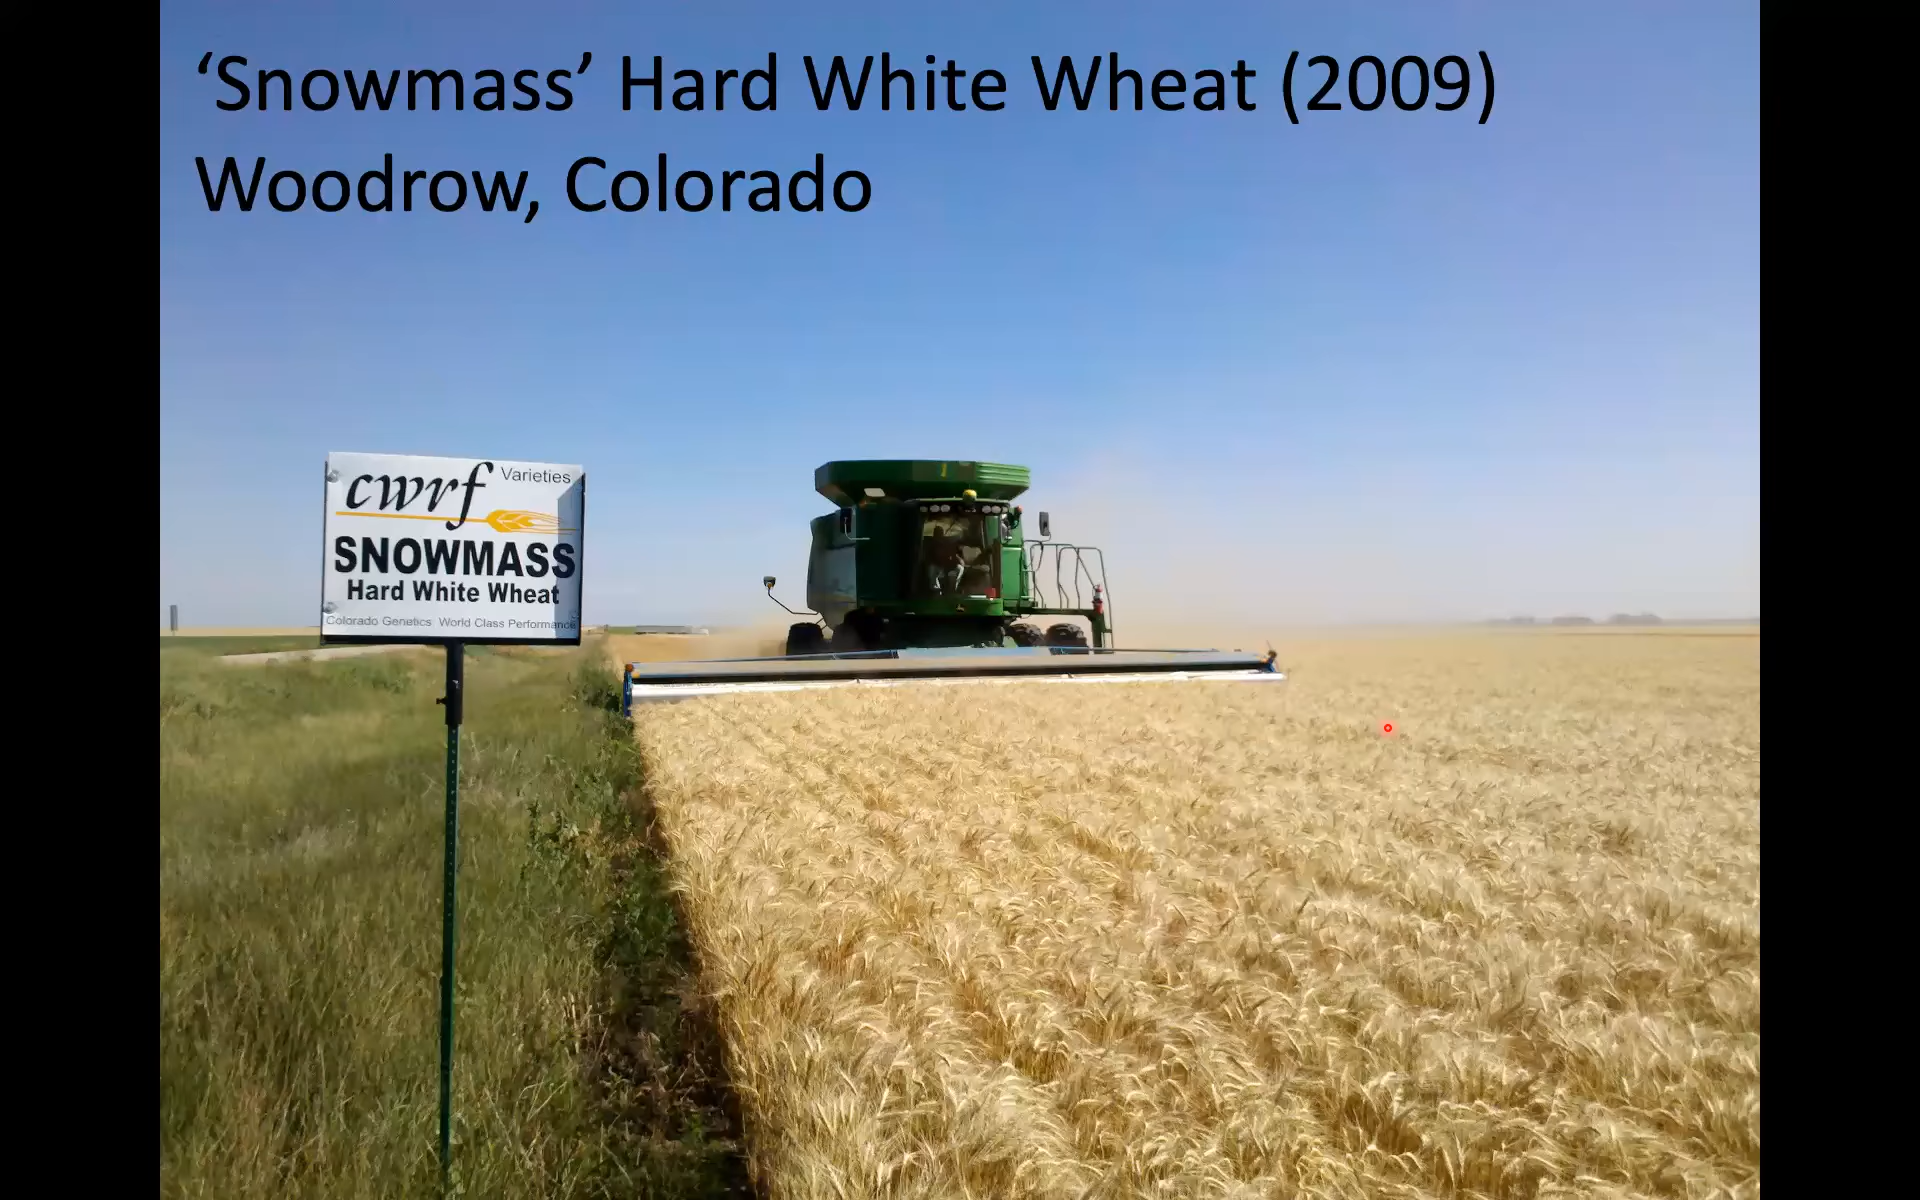 ‘Snowmass’ Hard White Wheat (2009)
Woodrow, Colorado
cwrf Varieties
SNOWMASS
Hard White Wheat
Colorado Genetics World Class Performance